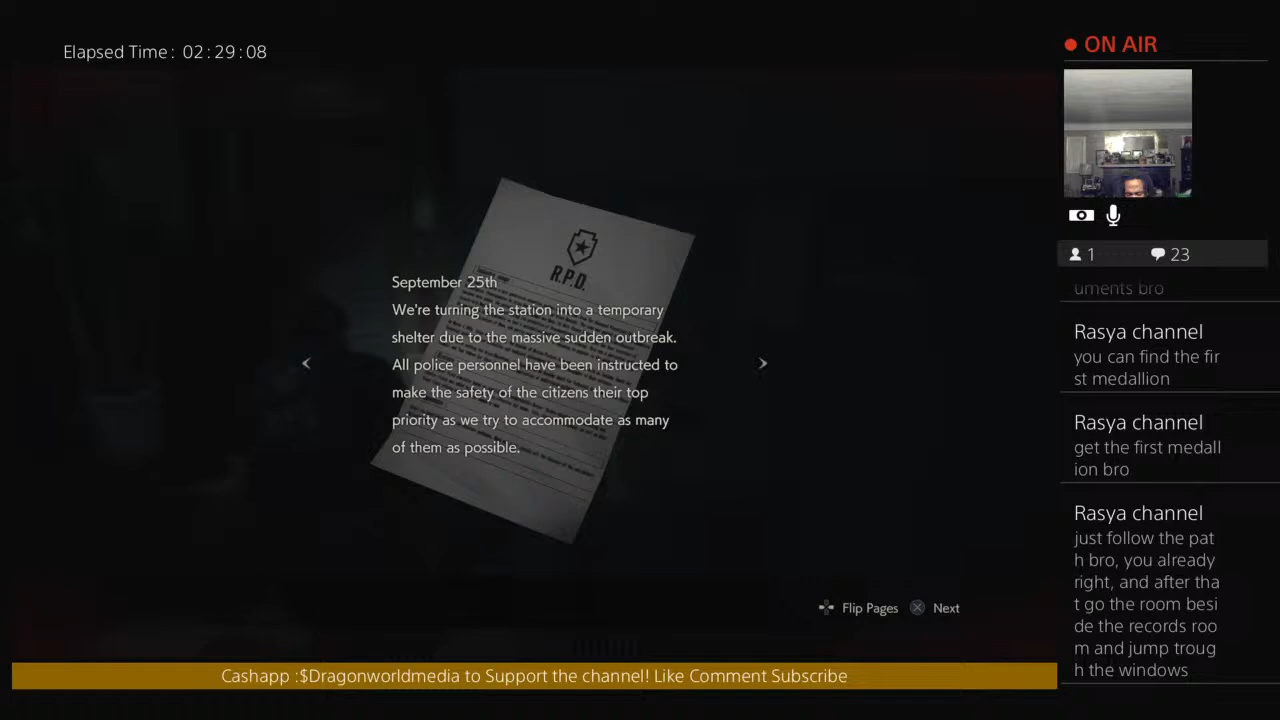 Elapsed Time: 02:29:08
R.P.D.
September 25th
We're turning the station into a temporary
shelter due to the massive sudden outbreak.
All police personnel have been instructed to
make the safety of the citizens their top
priority as we try to accommodate as many
of them as possible.
Flip Pages
Next
Cashapp :$Dragonworldmedia to Support the channel! Like Comment Subscribe
ON AIR
1
23
uments bro
Rasya channel
you can find the fir
st medallion
Rasya channel
get the first medall
ion bro
Rasya channel
just follow the pat
h bro, you already
right, and after tha
t go the room besi
de the records roo
m and jump troug
h the windows